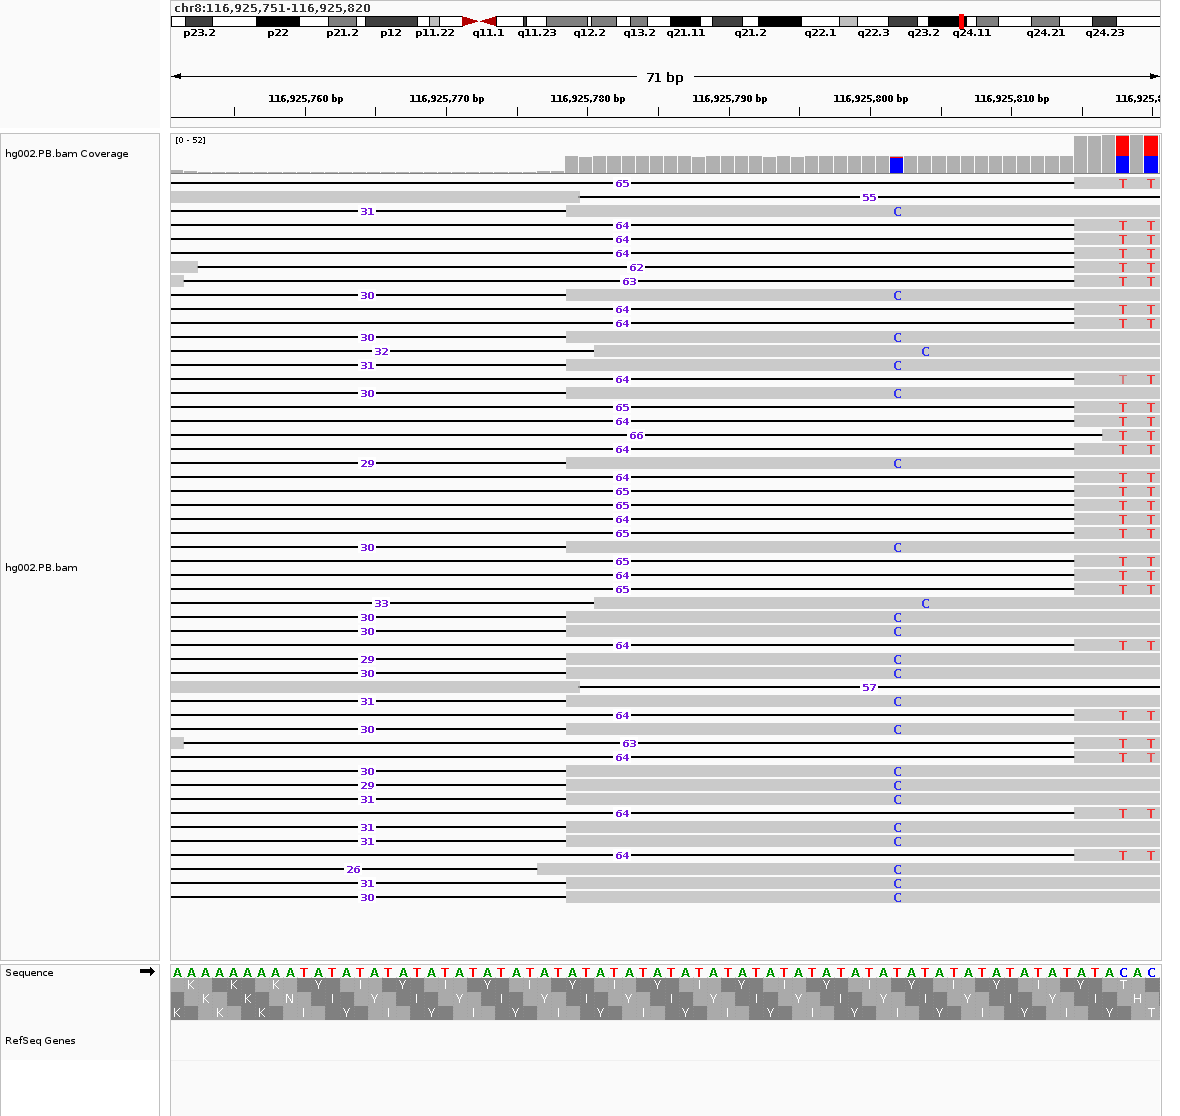 chr8:116,925,751-116,925,820
p23.2 p22 p21.2 p12 p11.22 q11.1 q11.23 q12.2 q13.2 q21.11 q21.2 q22.1 q22.3 q23.2 q24.11 q24.21 q24.23
71 bp
116,925,760 bp 116,925,770 bp 116,925,780 bp 116,925,790 bp 116,925,800 bp 116,925,810 bp 116,925,8
hg002.PB.bam Coverage
[0 - 52]
65 T T
55
31 C
64 T T
64 T T
64 T T
62 T T
63 T T
30 C
64 T T
64 T T
30 C
32 C
31 C
64 T T
30 C
65 T T
64 T T
66 T T
64 T T
29 C
64 T T
65 T T
65 T T
64 T T
65 T T
30 C
hg002.PB.bam
65 T T
64 T T
65 T T
33 C
30 C
30 C
64 T T
29 C
30 C
57
31 C
64 T T
30 C
63 T T
64 T T
30 C
29 C
31 C
64 T T
31 C
31 C
64 T T
26 C
31 C
30 C
Sequence
A A A A A A A A A T A T A T A T A T A T A T A T A T A T A T A T A T A T A T A T A T A T A T A T A T A T A T A T A T A T A T A T A T A C A C
K K K Y I Y I Y I Y I Y I Y I Y I Y I Y I Y T
K K N I Y I Y I Y I Y I Y I Y I Y I Y I Y I H
K K K I Y I Y I Y I Y I Y I Y I Y I Y I Y I Y T
RefSeq Genes